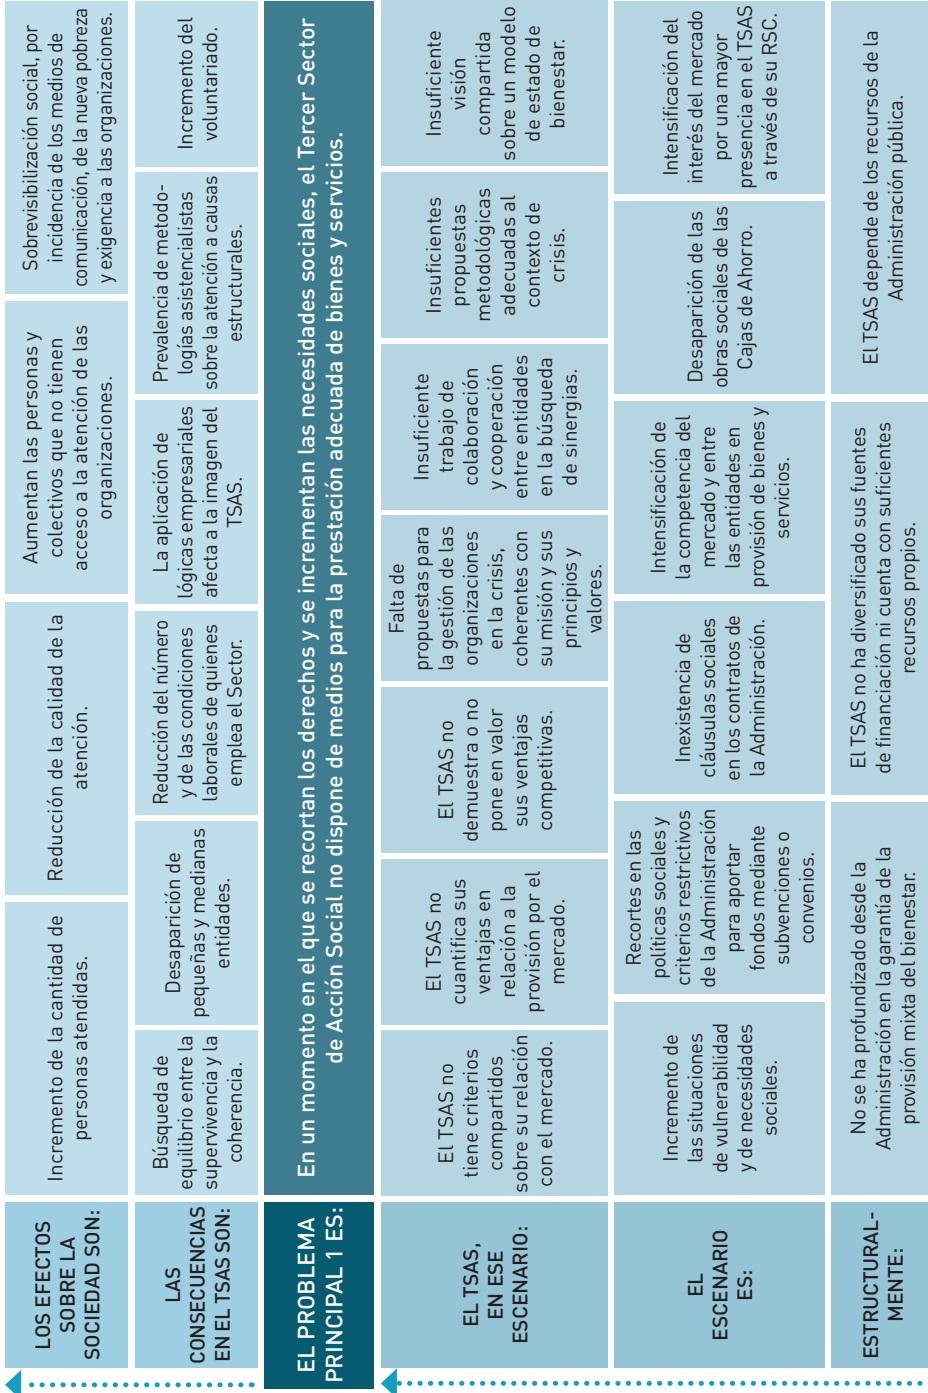 LOS EFECTOS
SOBRE LA
SOCIEDAD SON:
Incremento de la cantidad de
personas atendidas.
Reducción de la calidad de la
atención.
Aumentan las personas y
colectivos que no tienen
acceso a la atención de las
organizaciones.
Sobrevisibilización social, por
incidencia de los medios de
comunicación, de la nueva pobreza
y exigencia a las organizaciones.
LAS
CONSECUENCIAS
EN EL TSAS SON:
Búsqueda de
equilibrio entre la
supervivencia y la
coherencia.
Desaparición de
pequeñas y medianas
entidades.
Reducción del número
y de las condiciones
laborales de quienes
emplea el Sector.
La aplicación de
lógicas empresariales
afecta a la imagen del
TSAS.
Prevalencia de metodo-
logías asistencialistas
sobre la atención a causas
estructurales.
Incremento del
voluntariado.
EL PROBLEMA
PRINCIPAL 1 ES:
En un momento en el que se recortan los derechos y se incrementan las necesidades sociales, el Tercer Sector
de Acción Social no dispone de medios para la prestación adecuada de bienes y servicios.
EL TSAS,
EN ESE
ESCENARIO::
El TSAS no
tiene criterios
compartidos
sobre su relación
con el mercado.
El TSAS no
cuantifica sus
ventajas en
relación a la
provisión por el
mercado.
El TSAS no
demuestra o no
pone en valor
sus ventajas
competitivas.
Falta de
propuestas para
la gestión de las
organizaciones
en la crisis,
coherentes con
su misión y sus
principios y
valores.
Insuficiente
trabajo de
colaboración
y cooperación
entre entidades
en la búsqueda
de sinergias.
Insuficientes
propuestas
metodológicas
adecuadas al
contexto de
crisis.
Insuficiente
visión
compartida
sobre un modelo
de estado de
bienestar.
EL
ESCENARIO
ES:
Incremento de
las situaciones
de vulnerabilidad
y de necesidades
sociales.
Recortes en las
políticas sociales y
criterios restrictivos
de la Administración
para aportar
fondos mediante
subvenciones o
convenios.
Inexistencia de
cláusulas sociales
en los contratos de
la Administración.
Intensificación de
la competencia del
mercado y entre
las entidades en
provisión de bienes y
servicios.
Desaparición de las
obras sociales de las
Cajas de Ahorro.
Intensificación del
interés del mercado
por una mayor
presencia en el TSAS
a través de su RSC.
ESTRUCTURAL-
MENTE:
No se ha profundizado desde la
Administración en la garantía de la
provisión mixta del bienestar.
El TSAS no ha diversificado sus fuentes
de financiación ni cuenta con suficientes
recursos propios.
El TSAS depende de los recursos de la
Administración pública.